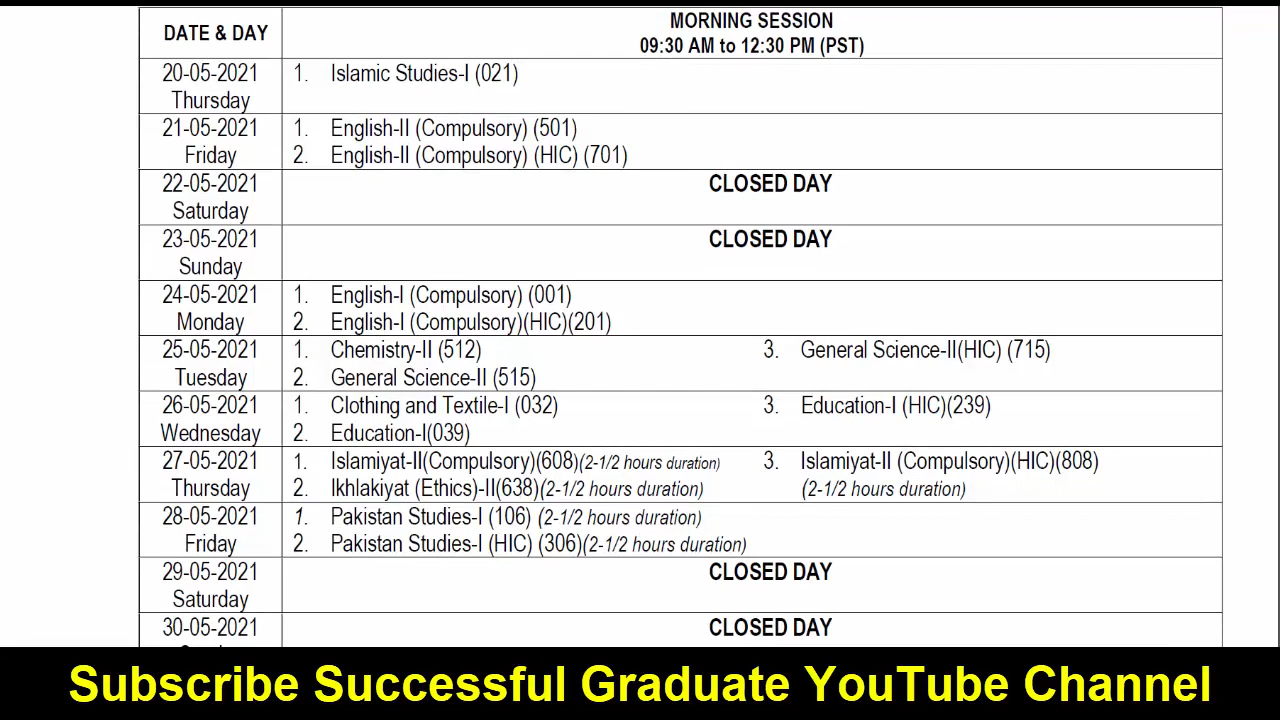 DATE & DAY
MORNING SESSION
09:30 AM to 12:30 PM (PST)
20-05-2021
Thursday
1. Islamic Studies-I (021)
21-05-2021
Friday
1. English-II (Compulsory) (501)
2. English-II (Compulsory) (HIC) (701)
22-05-2021
Saturday
CLOSED DAY
23-05-2021
Sunday
CLOSED DAY
24-05-2021
Monday
1. English-I (Compulsory) (001)
2. English-I (Compulsory)(HIC)(201)
25-05-2021
Tuesday
1. Chemistry-II (512)
2. General Science-II (515)
3. General Science-II(HIC) (715)
26-05-2021
Wednesday
1. Clothing and Textile-I (032)
2. Education-I(039)
3. Education-I (HIC)(239)
27-05-2021
Thursday
1. Islamiyat-II(Compulsory)(608)(2-1/2 hours duration)
2. Ikhlakiyat (Ethics)-II(638)(2-1/2 hours duration)
3. Islamiyat-II (Compulsory)(HIC)(808)
(2-1/2 hours duration)
28-05-2021
Friday
1. Pakistan Studies-I (106) (2-1/2 hours duration)
2. Pakistan Studies-I (HIC) (306)(2-1/2 hours duration)
29-05-2021
Saturday
CLOSED DAY
30-05-2021
CLOSED DAY
Subscribe Successful Graduate YouTube Channel